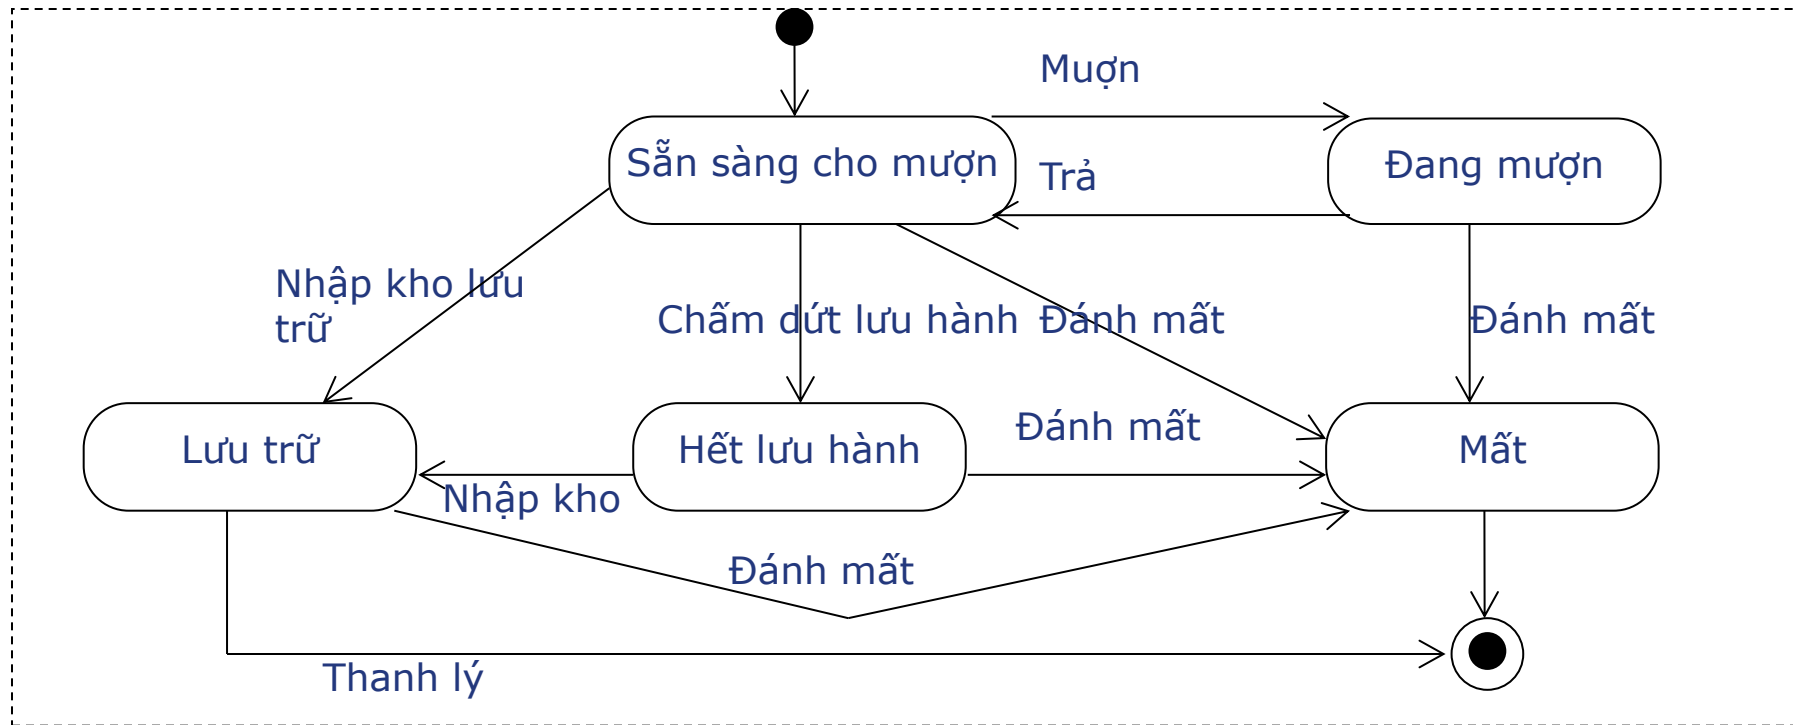 Muợn
Sẵn sàng cho mượn
Trả
Đang mượn
Nhập kho lưu
trữ
Chấm dứt lưu hành
Đánh mất
Đánh mất
Lưu trữ
Hết lưu hành
Đánh mất
Mất
Nhập kho
Đánh mất
Thanh lý